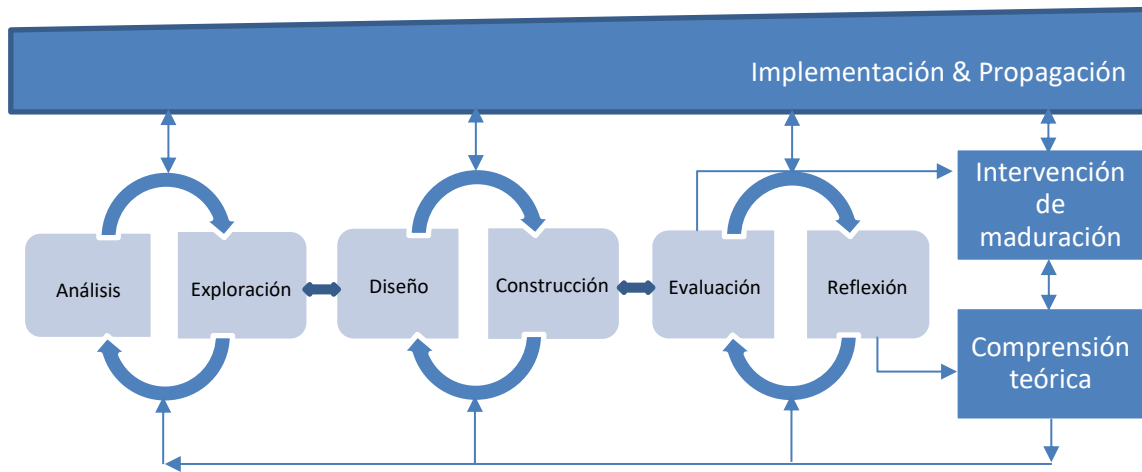 Implementación & Propagación
Análisis
Exploración
Diseño
Construcción
Evaluación
Reflexión
Intervención
de
maduración
Comprensión
teórica